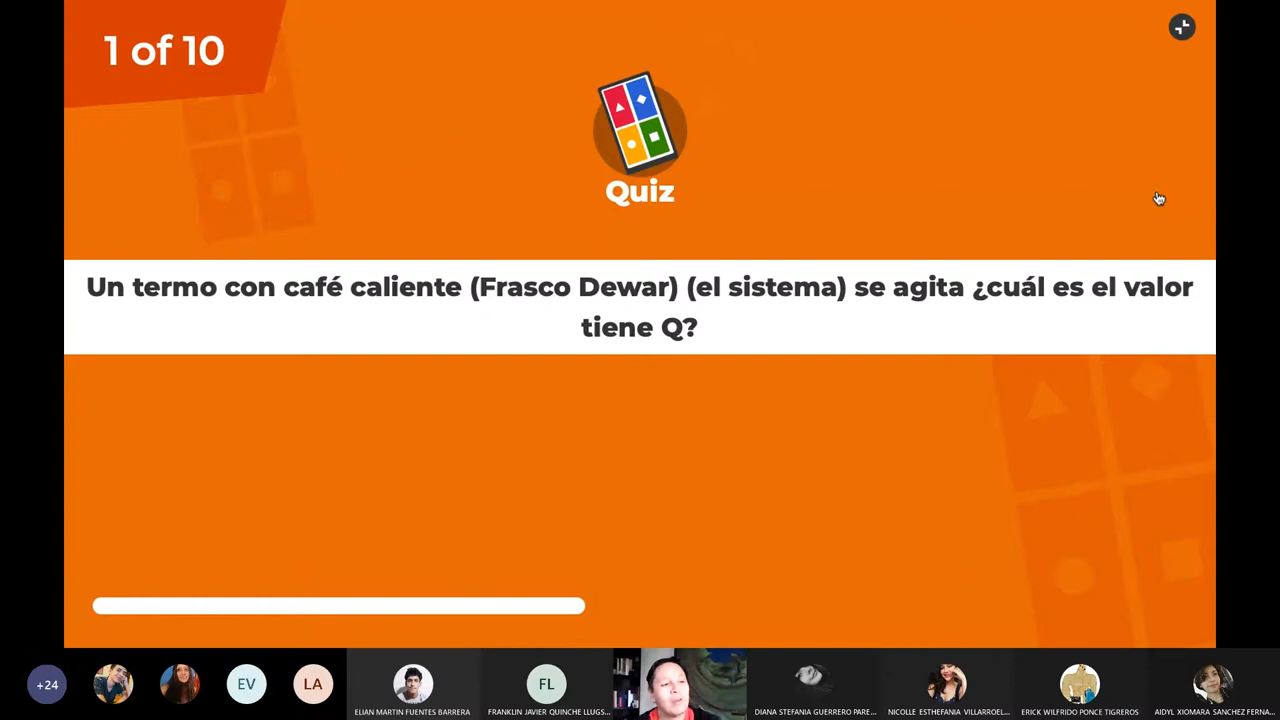 1 of 10
Quiz
Un termo con café caliente (Frasco Dewar) (el sistema) se agita ¿cuál es el valor
tiene Q?
+24
EV
LA
FL
ELIAN MARTIN FUENTES BARRERA
FRANKLIN JAVIER QUINCHE LLUGS...
DIANA STEFANIA GUERRERO PARE...
NICOLLE ESTHEFANIA VILLARROEL...
ERICK WILFRIDO PONCE TIGREROS
AIDYL XIOMARA SANCHEZ FERNA...